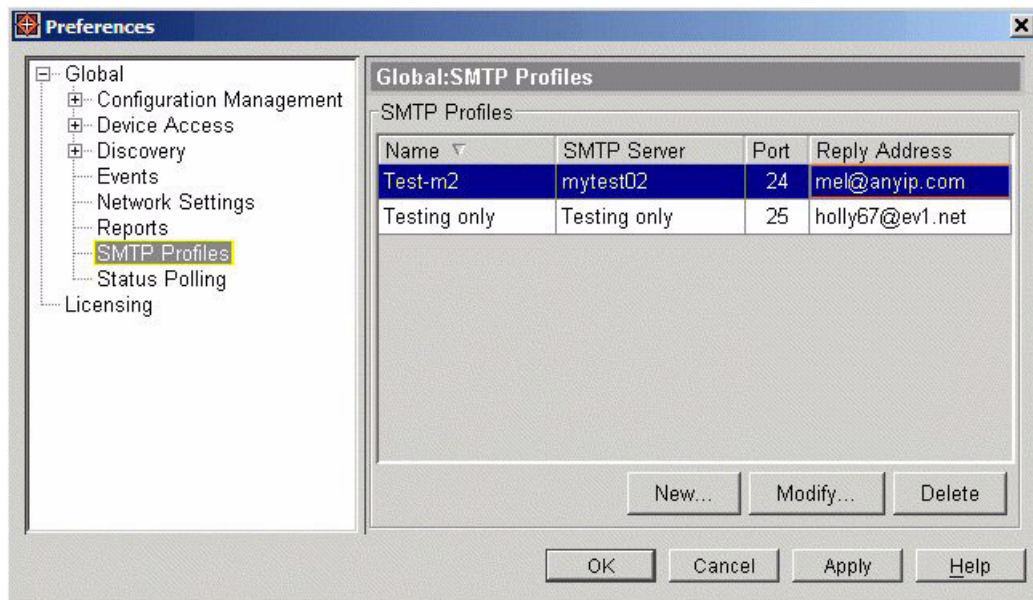 Preferences
Global
Configuration Management
Device Access
Discovery
Events
Network Settings
Reports
SMTP Profiles
Status Polling
Licensing
Global:SMTP Profiles
SMTP Profiles
Name SMTP Server Port Reply Address
Test-m2 mytest02 24 mel@anyip.com
Testing only Testing only 25 holly67@ev1.net
New... Modify... Delete
OK Cancel Apply Help